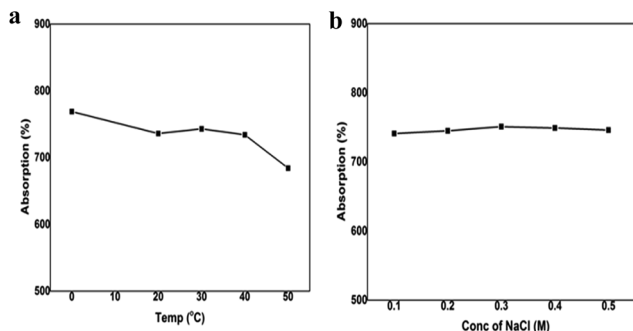 a
900
800
700
600
500
Absorption (%)
0 10 20 30 40 50
Temp (°C)
b
900
800
700
600
500
Absorption (%)
0.1 0.2 0.3 0.4 0.5
Conc of NaCl (M)